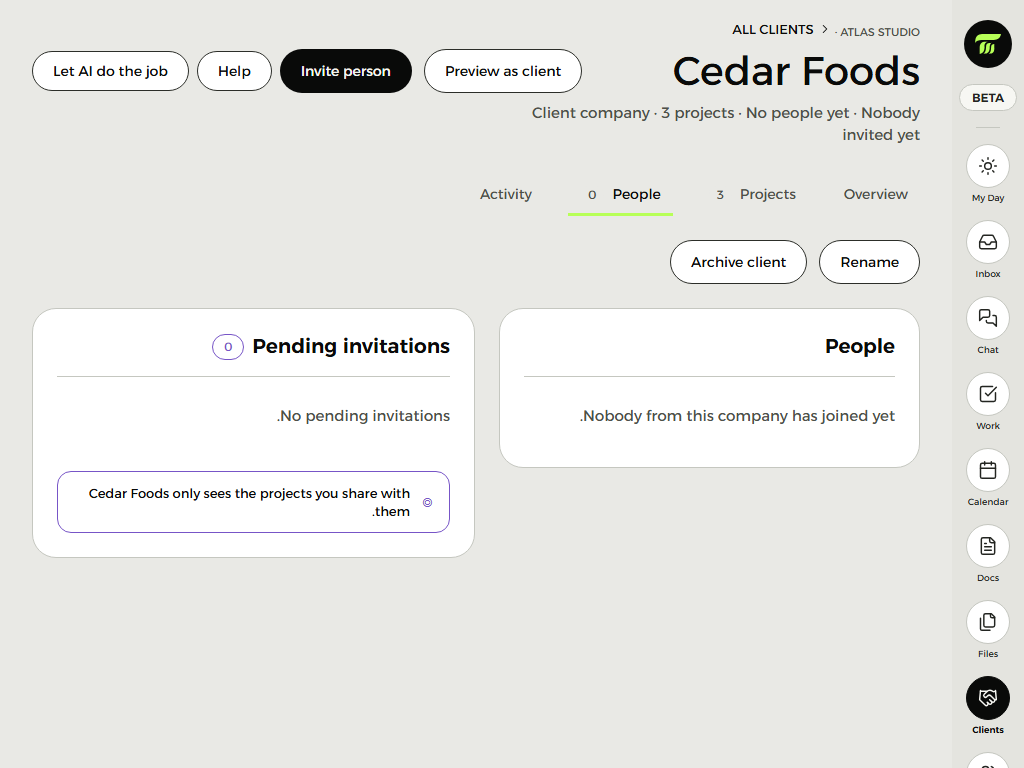 ALL CLIENTS
· ATLAS STUDIO
Cedar Foods
Client company · 3 projects · No people yet · Nobody
invited yet
Let AI do the job
Help
Invite person
Preview as client
Activity
0 People
3 Projects
Overview
Archive client
Rename
Pending invitations 0
.No pending invitations
Cedar Foods only sees the projects you share with
.them
People
.Nobody from this company has joined yet
BETA
My Day
Inbox
Chat
Work
Calendar
Docs
Files
Clients